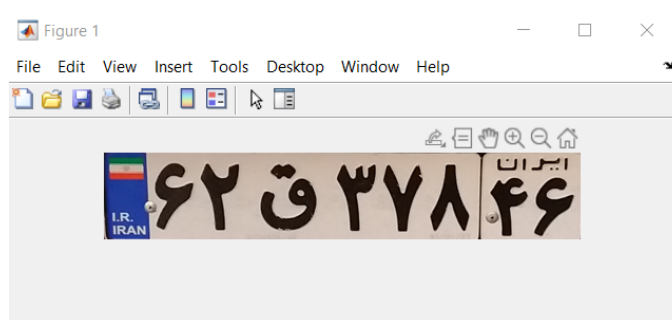 Figure 1
File Edit View Insert Tools Desktop Window Help
ایران
۶۲ ق ۳۷۸ ۴۶
I.R.
IRAN